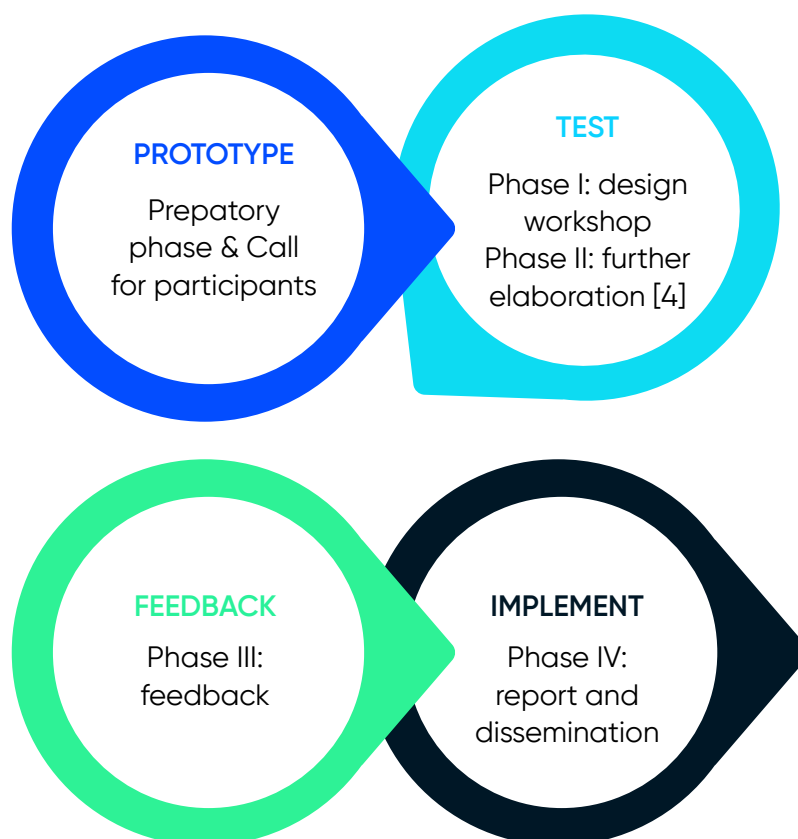 PROTOTYPE
Prepatory
phase & Call
for participants
TEST
Phase I: design
workshop
Phase II: further
elaboration [4]
FEEDBACK
Phase III:
feedback
IMPLEMENT
Phase IV:
report and
dissemination